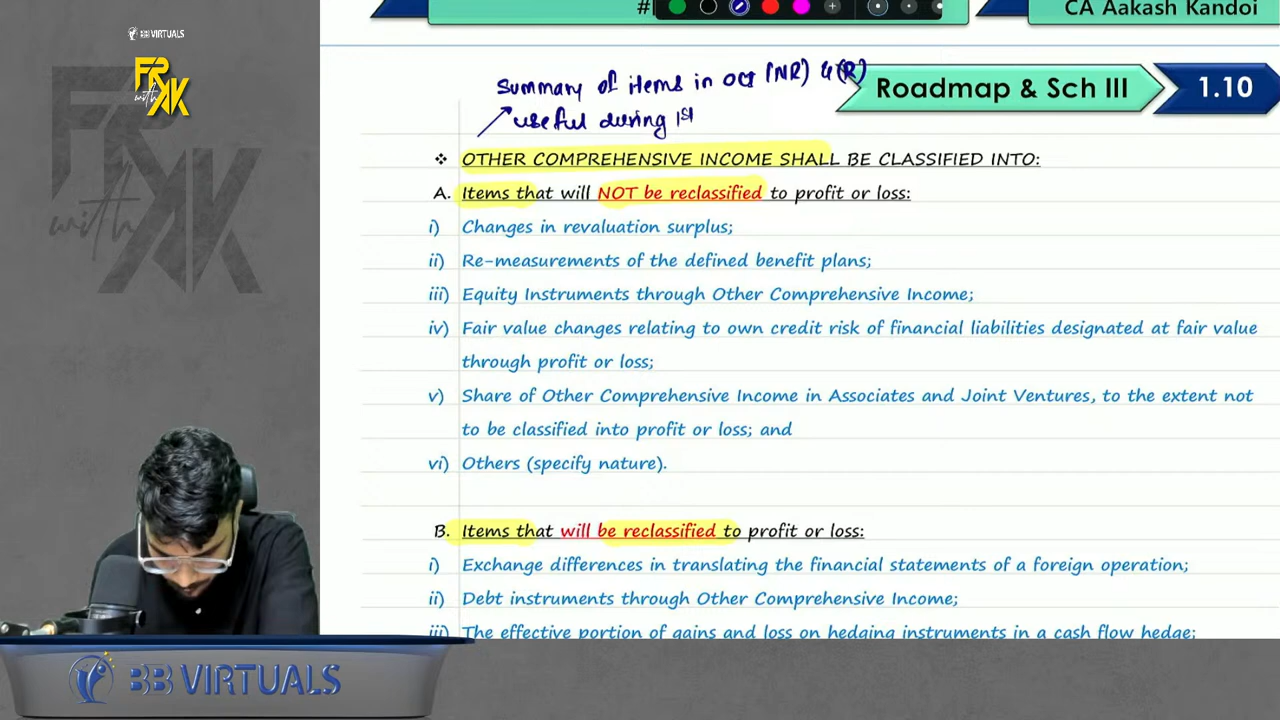 #
CA Aakash Kandoi
BB VIRTUALS
FR
with
AK
Summary of items in OCI (NR) & (R)
useful during 1st
Roadmap & Sch III
1.10
❖ OTHER COMPREHENSIVE INCOME SHALL BE CLASSIFIED INTO:
A. Items that will NOT be reclassified to profit or loss:
i) Changes in revaluation surplus;
ii) Re-measurements of the defined benefit plans;
iii) Equity Instruments through Other Comprehensive Income;
iv) Fair value changes relating to own credit risk of financial liabilities designated at fair value
through profit or loss;
v) Share of Other Comprehensive Income in Associates and Joint Ventures, to the extent not
to be classified into profit or loss; and
vi) Others (specify nature).
B. Items that will be reclassified to profit or loss:
i) Exchange differences in translating the financial statements of a foreign operation;
ii) Debt instruments through Other Comprehensive Income;
iii) The effective portion of gains and loss on hedging instruments in a cash flow hedge;
BB VIRTUALS